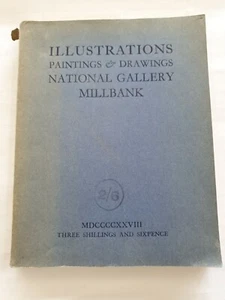 ILLUSTRATIONS
PAINTINGS & DRAWINGS
NATIONAL GALLERY
MILLBANK
2/6
MDCCCCXXVIII
THREE SHILLINGS AND SIXPENCE